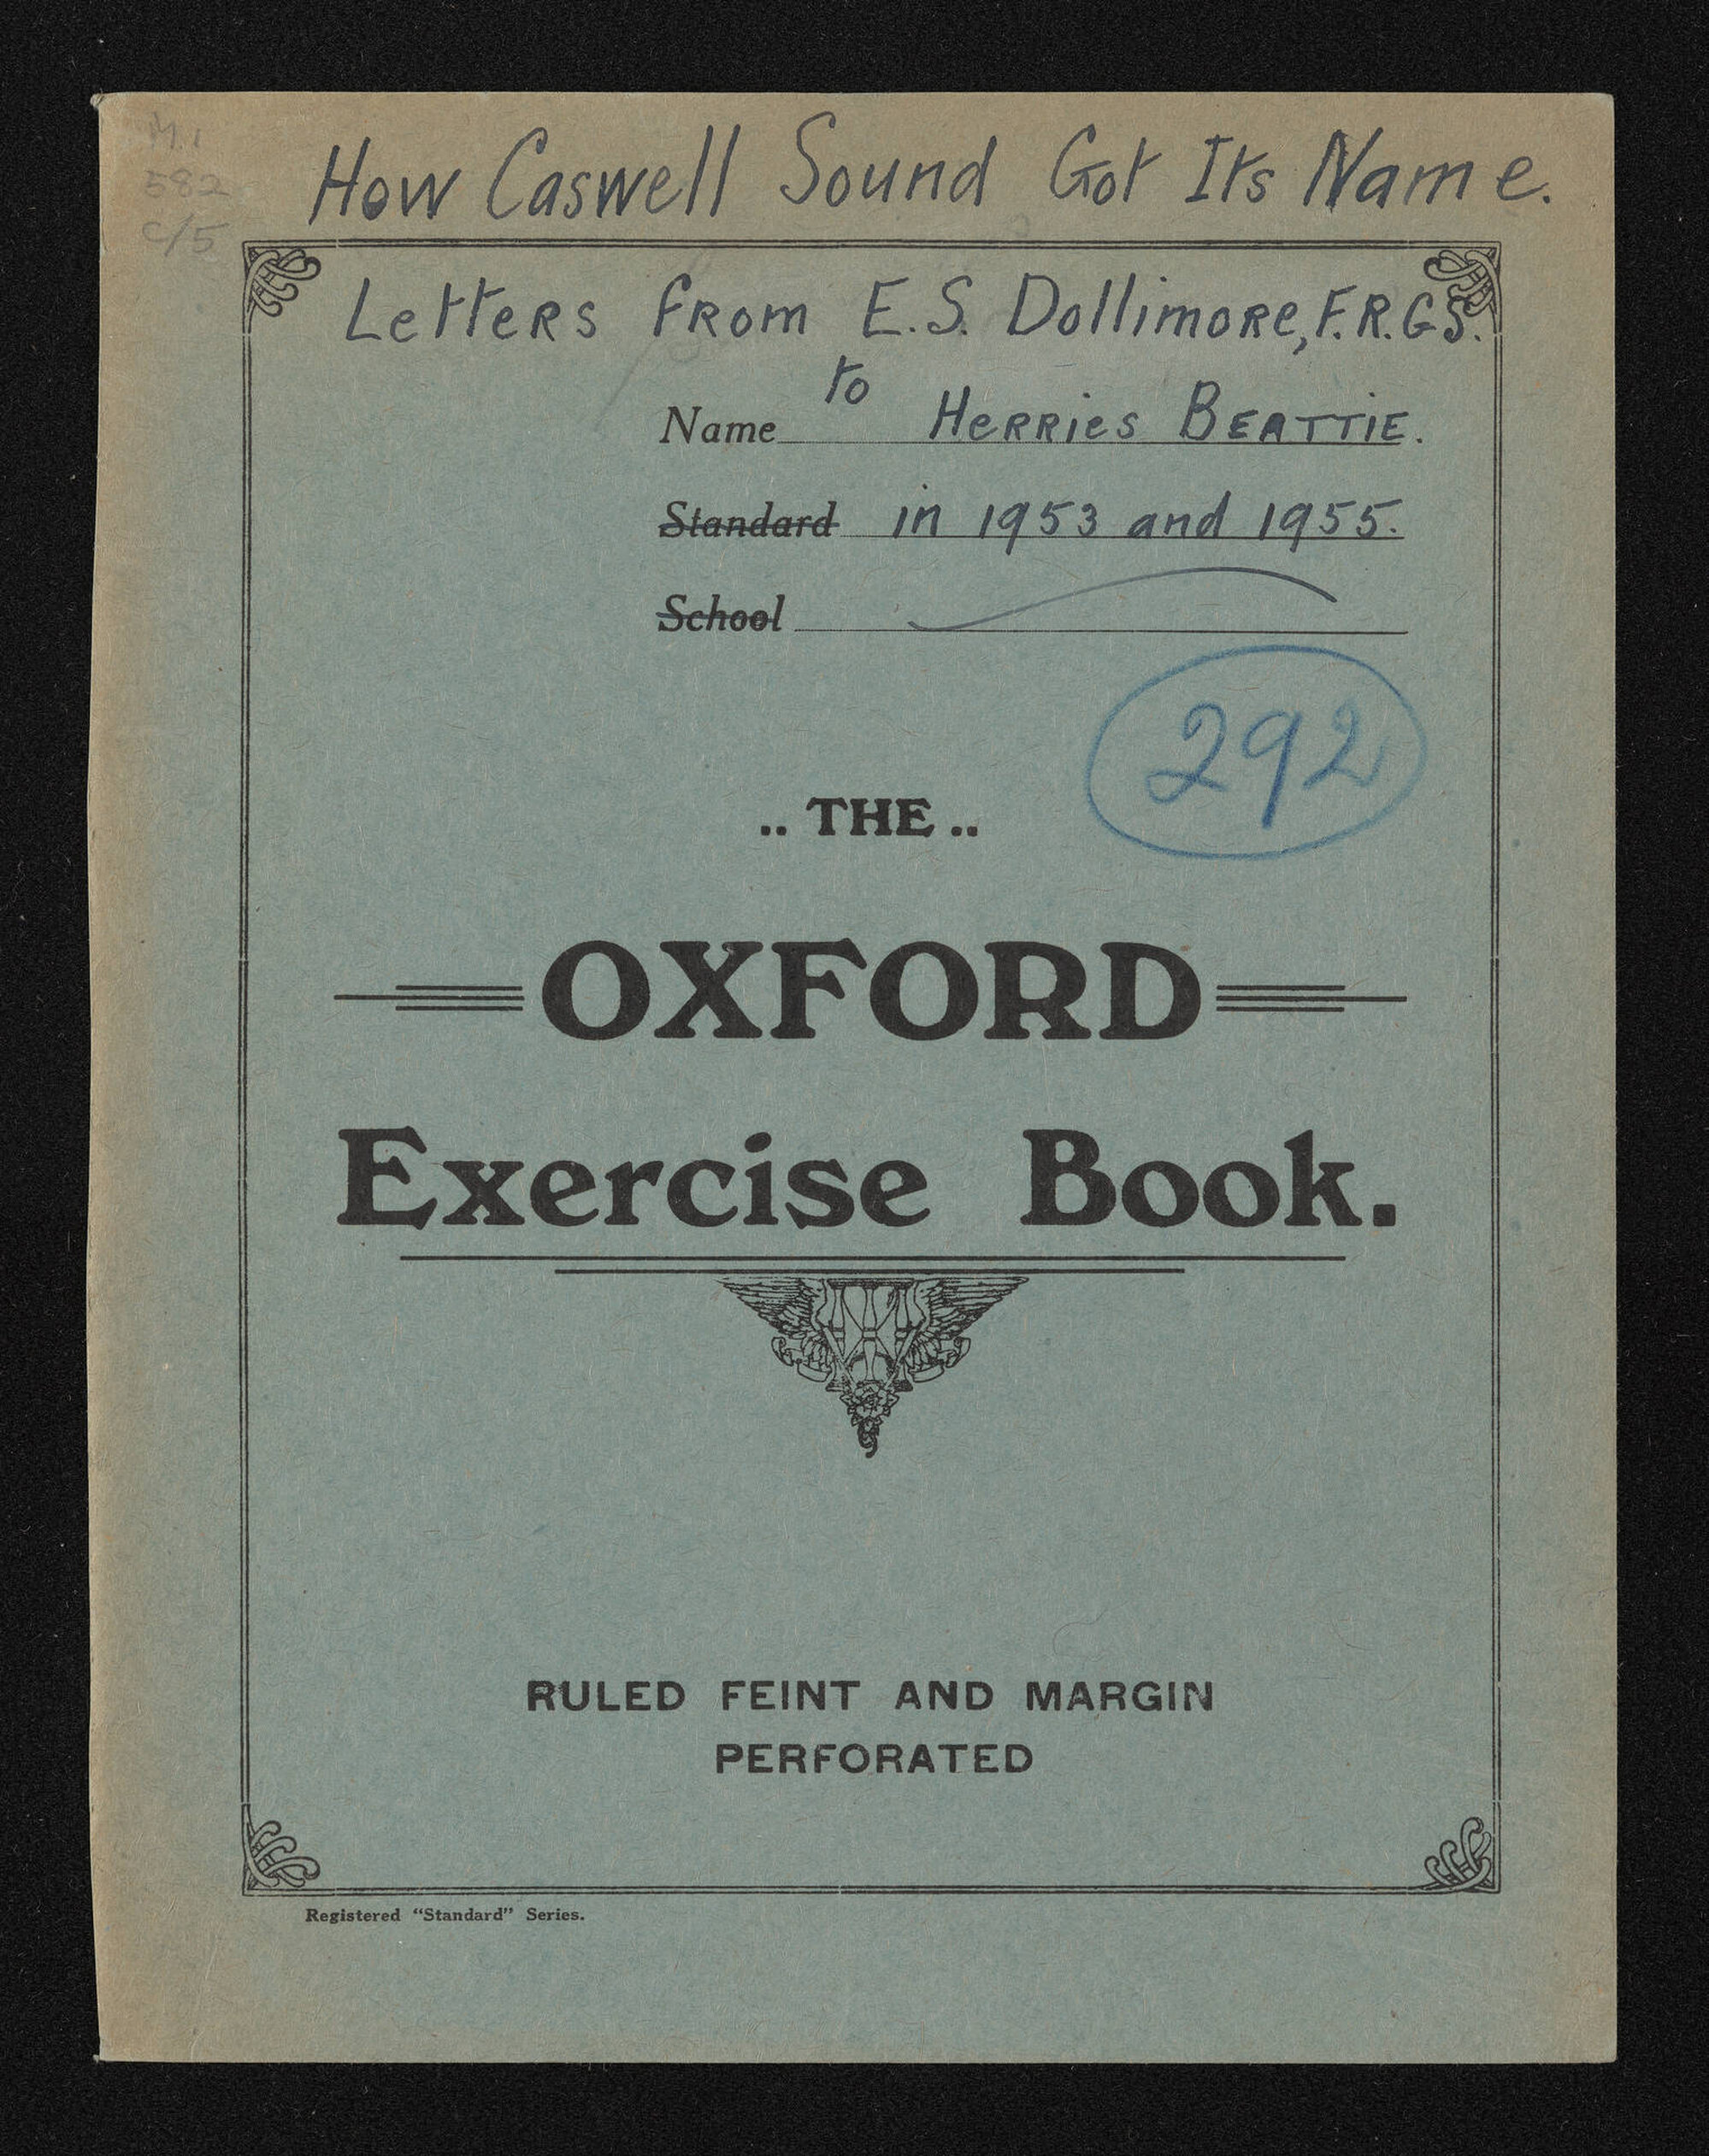 M.I
582
C/5
How Caswell Sound Got Its Name.
Letters from E.S. Dollimore, F.R.G.S.
to
Name Herries Beattie.
Standard in 1953 and 1955.
School
292
.. THE ..
OXFORD
Exercise Book.
RULED FEINT AND MARGIN
PERFORATED
Registered "Standard" Series.